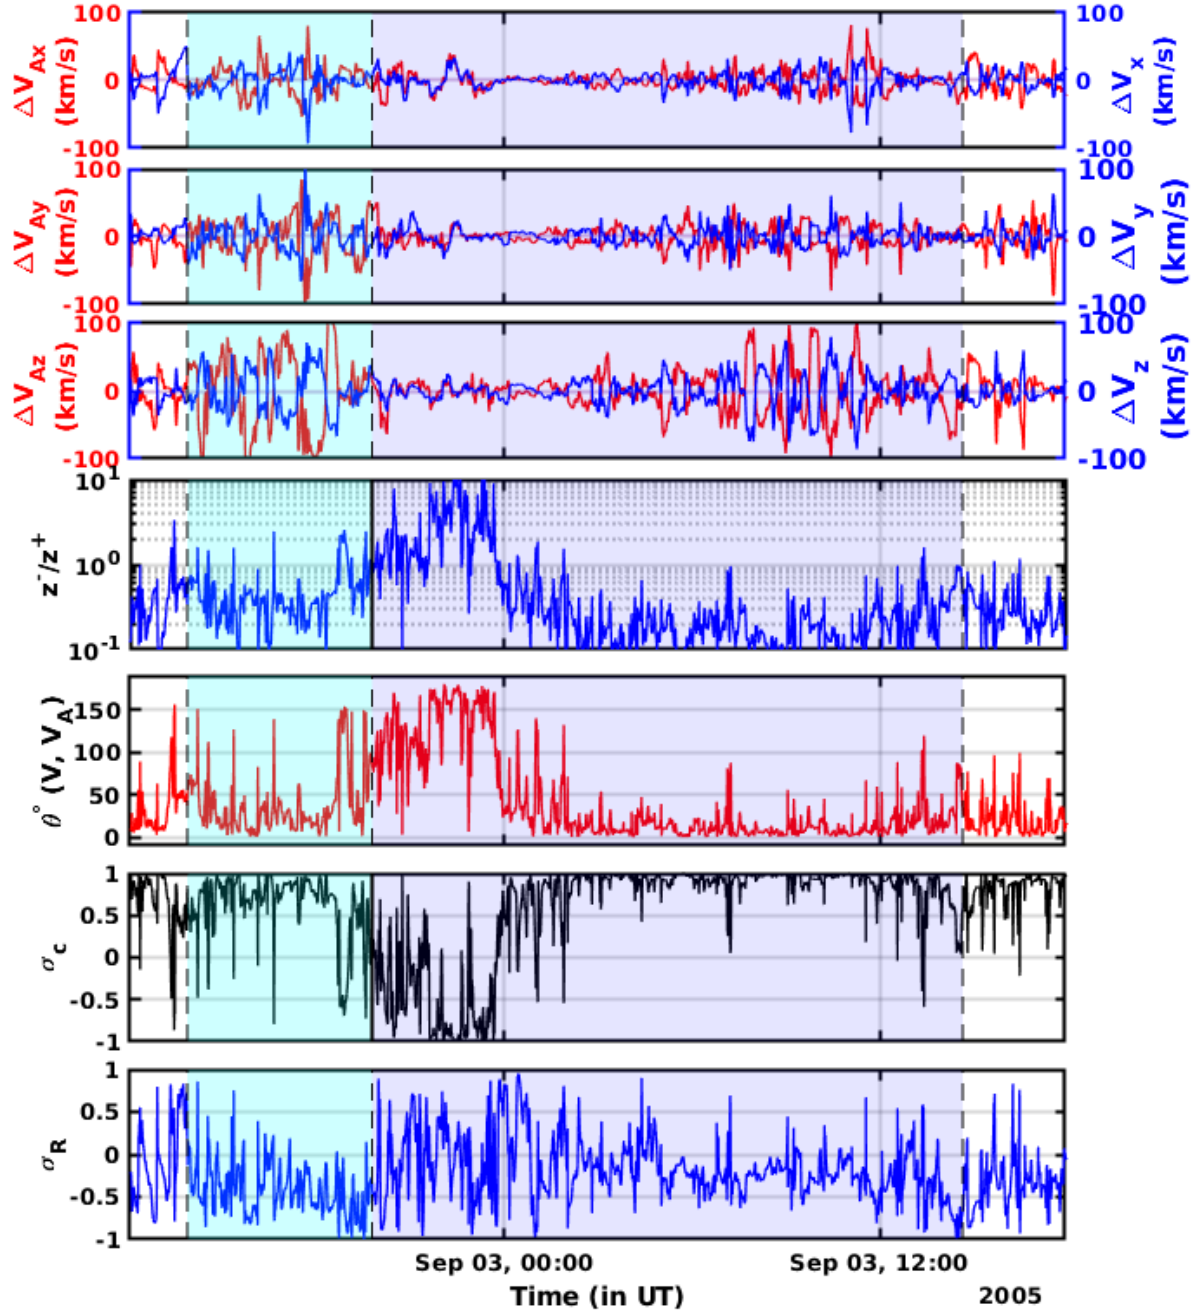 100
0
-100
ΔV_Ax
(km/s)
100
0
-100
ΔV_x
(km/s)
100
0
-100
ΔV_Ay
(km/s)
100
0
-100
ΔV_y
(km/s)
100
0
-100
ΔV_Az
(km/s)
100
0
-100
ΔV_z
(km/s)
10^1
10^0
10^-1
z^-/z^+
150
100
50
0
θ° (V, V_A)
1
0.5
0
-0.5
-1
σ_c
1
0.5
0
-0.5
-1
σ_R
Sep 03, 00:00
Sep 03, 12:00
Time (in UT)
2005